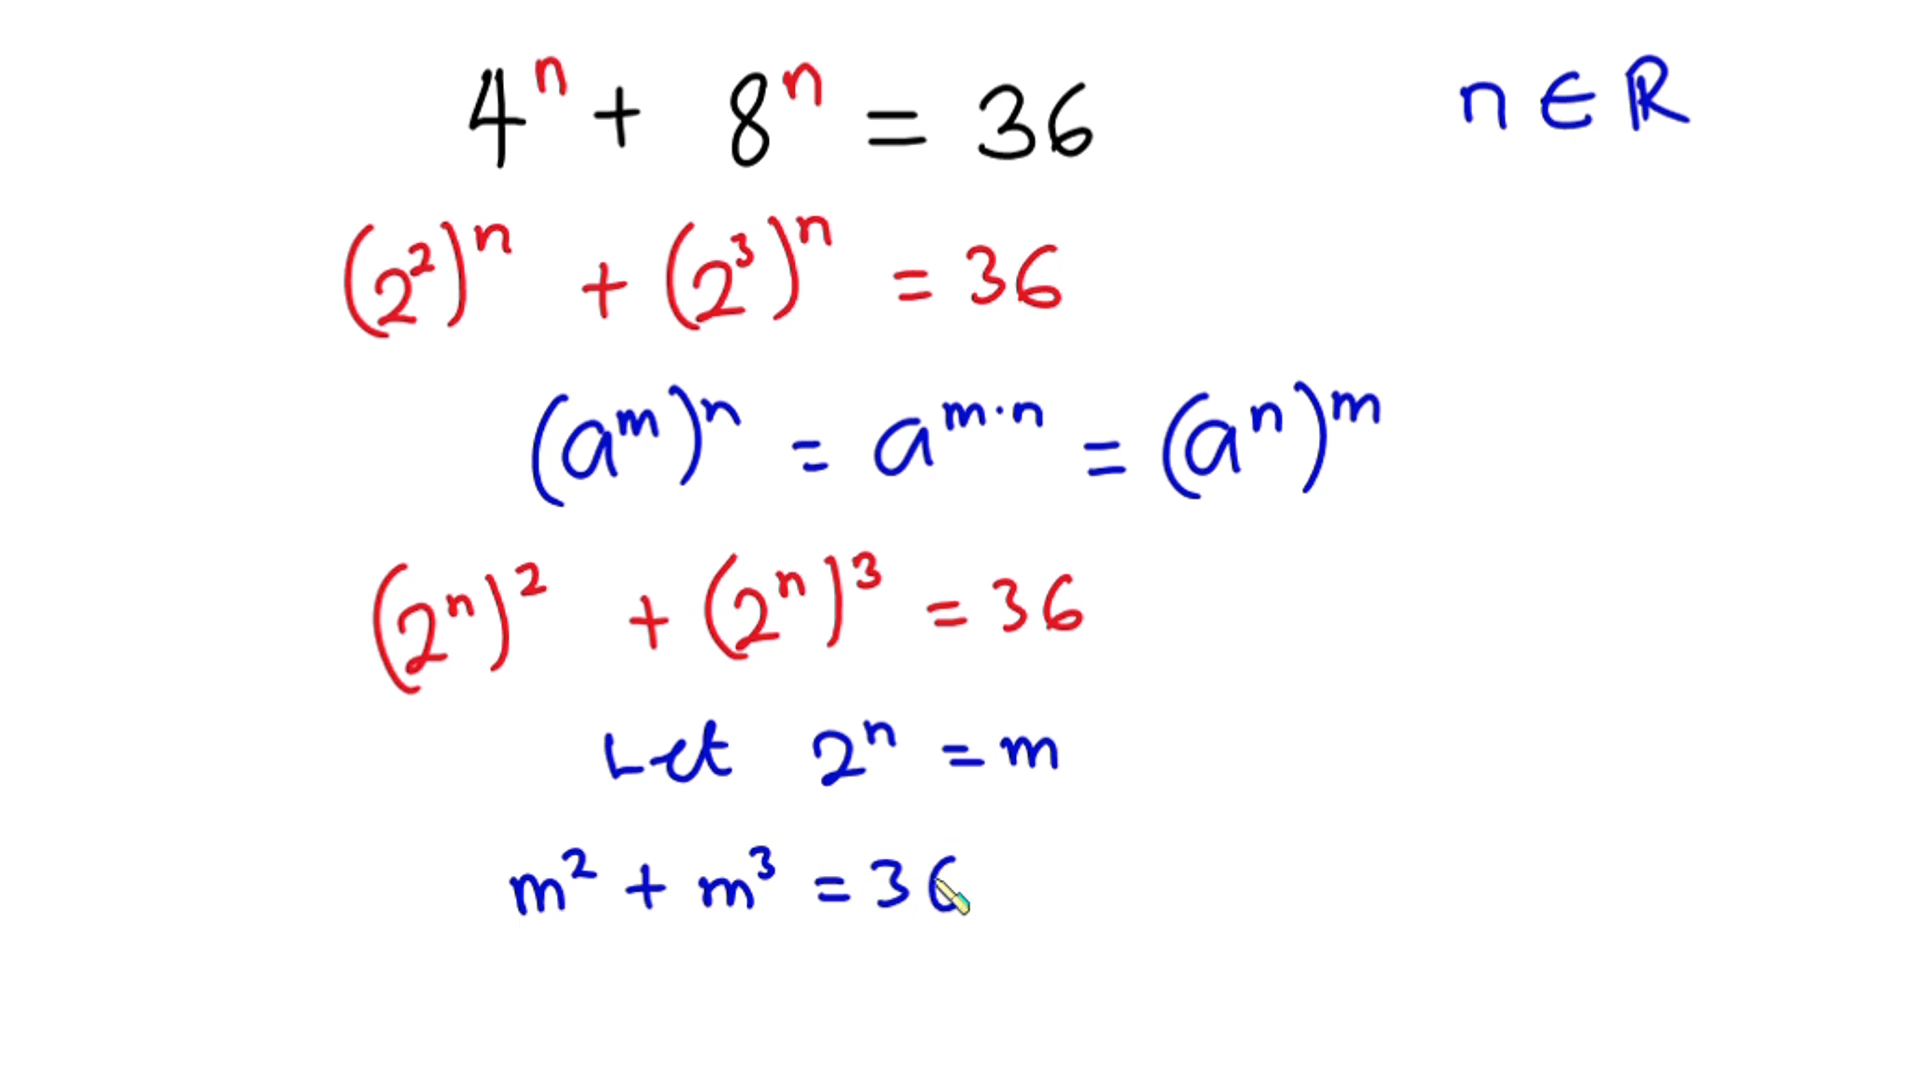 4ⁿ + 8ⁿ = 36 n ∈ ℝ
(2²)ⁿ + (2³)ⁿ = 36
(aᵐ)ⁿ = aᵐ·ⁿ = (aⁿ)ᵐ
(2ⁿ)² + (2ⁿ)³ = 36
Let 2ⁿ = m
m² + m³ = 36